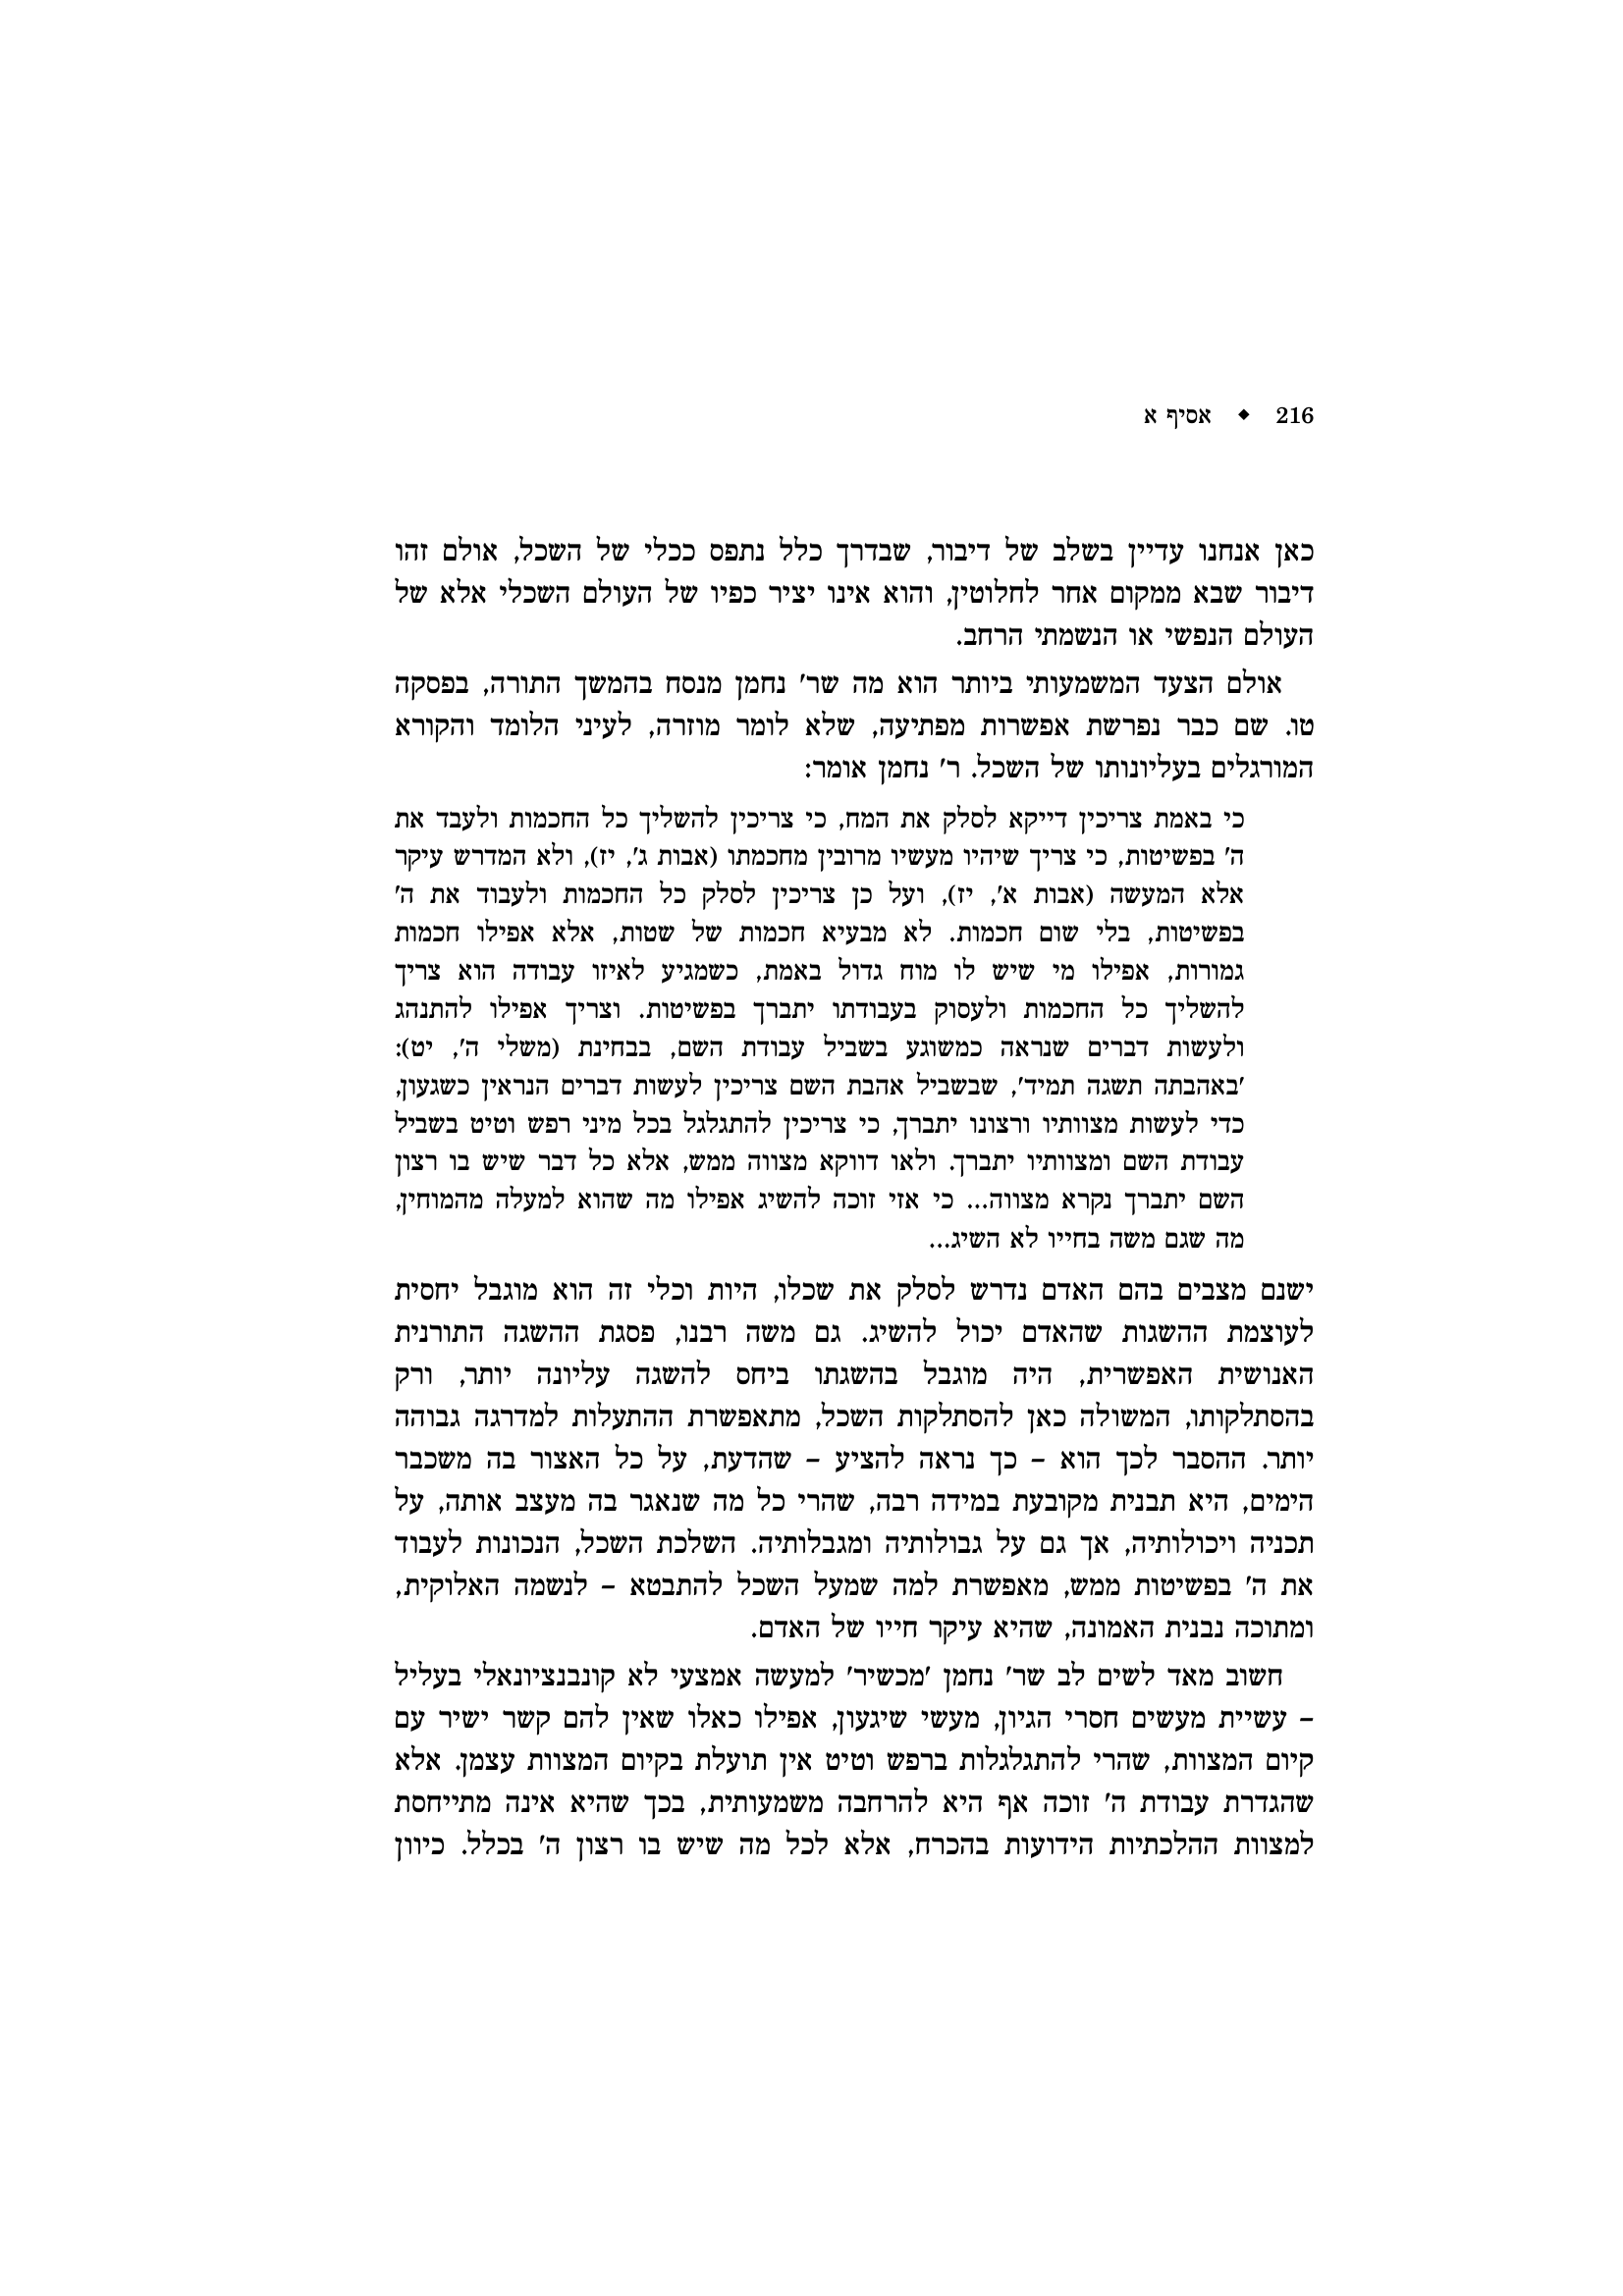 216 ◆ אסיף א
כאן אנחנו עדיין בשלב של דיבור, שבדרך כלל נתפס ככלי של השכל, אולם זהו
דיבור שבא ממקום אחר לחלוטין, והוא אינו יציר כפיו של העולם השכלי אלא של
העולם הנפשי או הנשמתי הרחב.
אולם הצעד המשמעותי ביותר הוא מה שר' נחמן מנסח בהמשך התורה, בפסקה
טו. שם כבר נפרשת אפשרות מפתיעה, שלא לומר מוזרה, לעיני הלומד והקורא
המורגלים בעליונותו של השכל. ר' נחמן אומר:
כי באמת צריכין דייקא לסלק את המח, כי צריכין להשליך כל החכמות ולעבד את
ה' בפשיטות, כי צריך שיהיו מעשיו מרובין מחכמתו (אבות ג', יז), ולא המדרש עיקר
אלא המעשה (אבות א', יז), ועל כן צריכין לסלק כל החכמות ולעבוד את ה'
בפשיטות, בלי שום חכמות. לא מבעיא חכמות של שטות, אלא אפילו חכמות
גמורות, אפילו מי שיש לו מוח גדול באמת, כשמגיע לאיזו עבודה הוא צריך
להשליך כל החכמות ולעסוק בעבודתו יתברך בפשיטות. וצריך אפילו להתנהג
ולעשות דברים שנראה כמשוגע בשביל עבודת השם, בבחינת (משלי ה', יט):
'באהבתה תשגה תמיד', שבשביל אהבת השם צריכין לעשות דברים הנראין כשגעון,
כדי לעשות מצוותיו ורצונו יתברך, כי צריכין להתגלגל בכל מיני רפש וטיט בשביל
עבודת השם ומצוותיו יתברך. ולאו דווקא מצווה ממש, אלא כל דבר שיש בו רצון
השם יתברך נקרא מצווה... כי אזי זוכה להשיג אפילו מה שהוא למעלה מהמוחין,
מה שגם משה בחייו לא השיג...
ישנם מצבים בהם האדם נדרש לסלק את שכלו, היות וכלי זה הוא מוגבל יחסית
לעוצמת ההשגות שהאדם יכול להשיג. גם משה רבנו, פסגת ההשגה התורנית
האנושית האפשרית, היה מוגבל בהשגתו ביחס להשגה עליונה יותר, ורק
בהסתלקותו, המשולה כאן להסתלקות השכל, מתאפשרת ההתעלות למדרגה גבוהה
יותר. ההסבר לכך הוא – כך נראה להציע – שהדעת, על כל האצור בה משכבר
הימים, היא תבנית מקובעת במידה רבה, שהרי כל מה שנאגר בה מעצב אותה, על
תכניה ויכולותיה, אך גם על גבולותיה ומגבלותיה. השלכת השכל, הנכונות לעבוד
את ה' בפשיטות ממש, מאפשרת למה שמעל השכל להתבטא – לנשמה האלוקית,
ומתוכה נבנית האמונה, שהיא עיקר חייו של האדם.
חשוב מאד לשים לב שר' נחמן 'מכשיר' למעשה אמצעי לא קונבנציונאלי בעליל
– עשיית מעשים חסרי הגיון, מעשי שיגעון, אפילו כאלו שאין להם קשר ישיר עם
קיום המצוות, שהרי להתגלגלות ברפש וטיט אין תועלת בקיום המצוות עצמן. אלא
שהגדרת עבודת ה' זוכה אף היא להרחבה משמעותית, בכך שהיא אינה מתייחסת
למצוות ההלכתיות הידועות בהכרח, אלא לכל מה שיש בו רצון ה' בכלל. כיוון